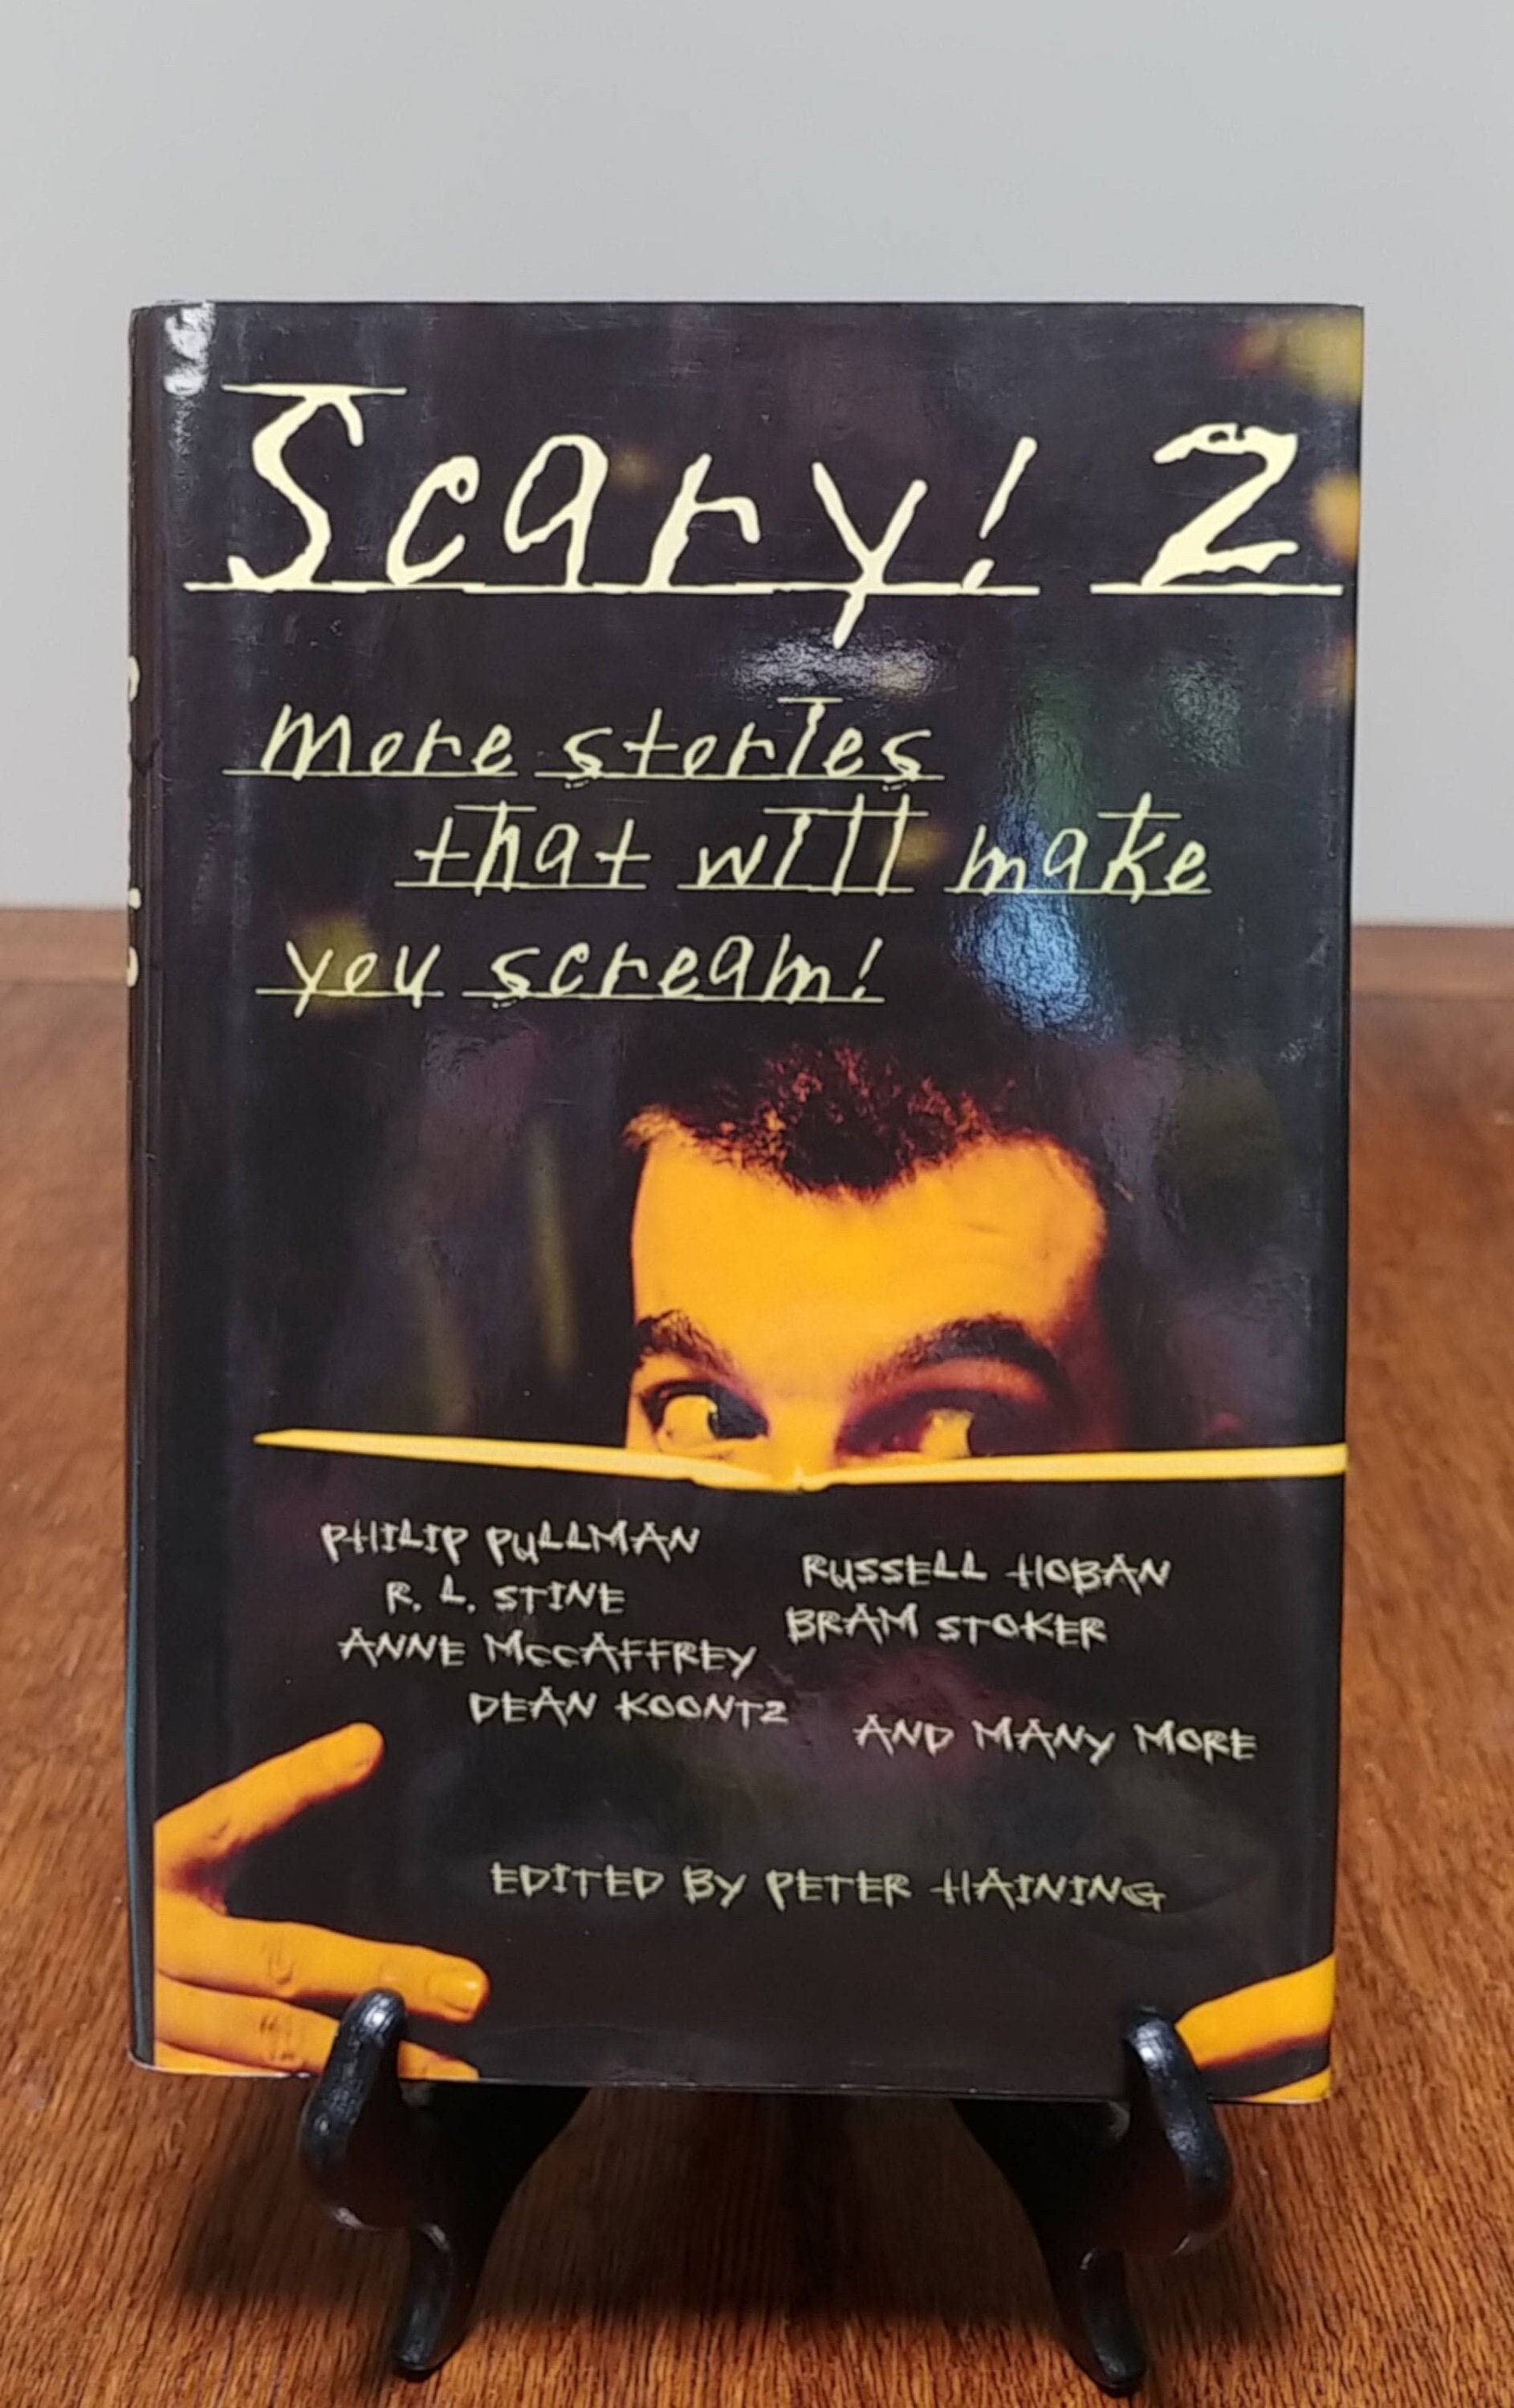 Scary! 2
more stories
that will make
you scream!
PHILIP PULLMAN
R. L. STINE
ANNE McCAFFREY
DEAN KOONTZ
RUSSELL HOBAN
BRAM STOKER
AND MANY MORE
EDITED BY PETER HAINING